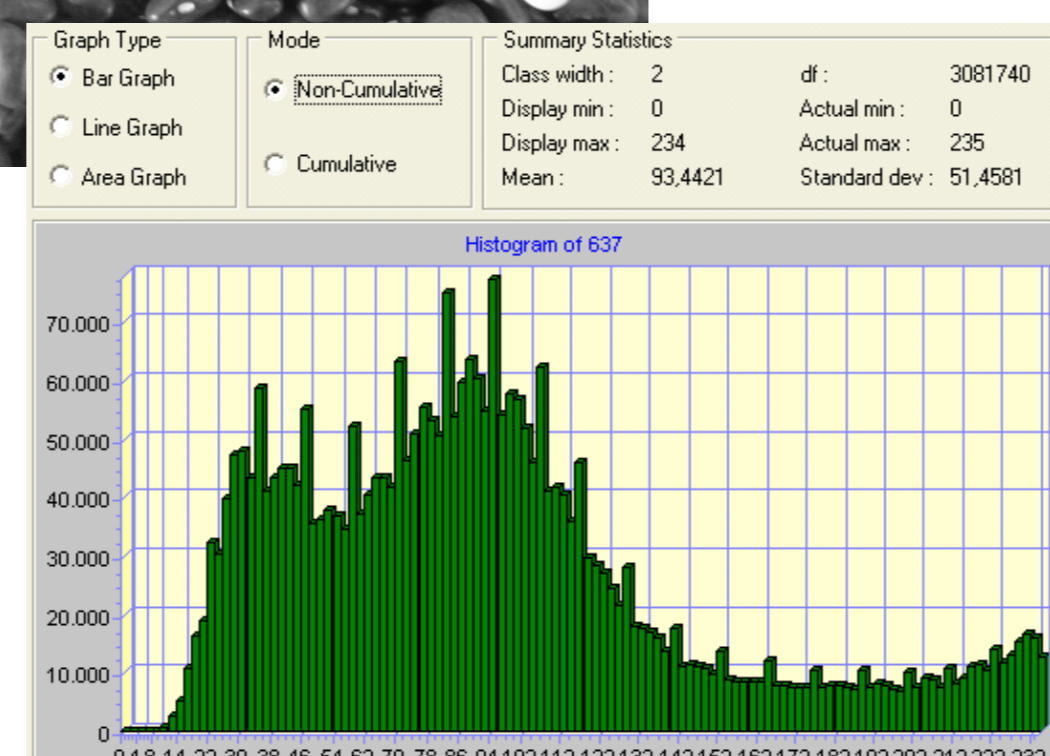 Graph Type
Bar Graph
Line Graph
Area Graph
Mode
Non-Cumulative
Cumulative
Summary Statistics
Class width : 2 df : 3081740
Display min : 0 Actual min : 0
Display max : 234 Actual max : 235
Mean : 93,4421 Standard dev : 51,4581
Histogram of 637
70.000
60.000
50.000
40.000
30.000
20.000
10.000
0